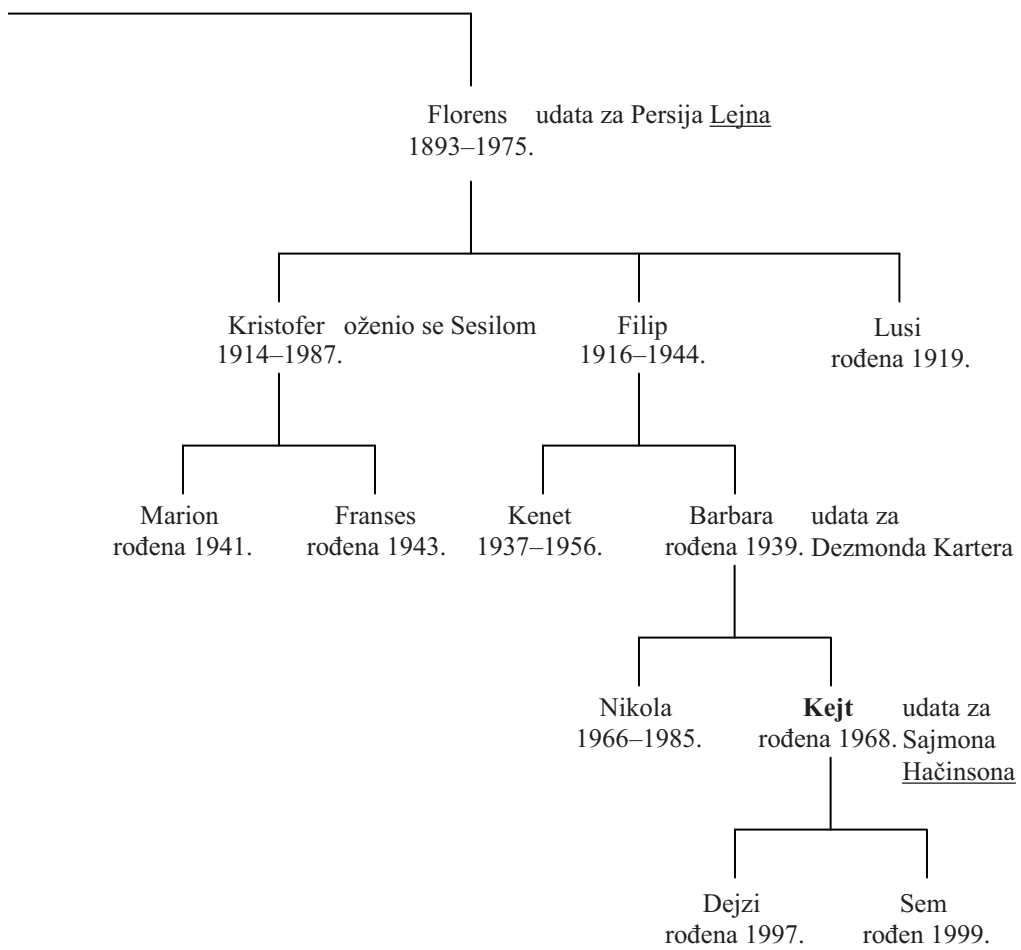 Florens udata za Persija Lejna
1893–1975.
Kristofer oženio se Sesilom
1914–1987.
Filip
1916–1944.
Lusi
rođena 1919.
Marion
rođena 1941.
Franses
rođena 1943.
Kenet
1937–1956.
Barbara udata za
rođena 1939. Dezmonda Kartera
Nikola
1966–1985.
Kejt udata za
rođena 1968. Sajmona
Hačinsona
Dejzi
rođena 1997.
Sem
rođen 1999.